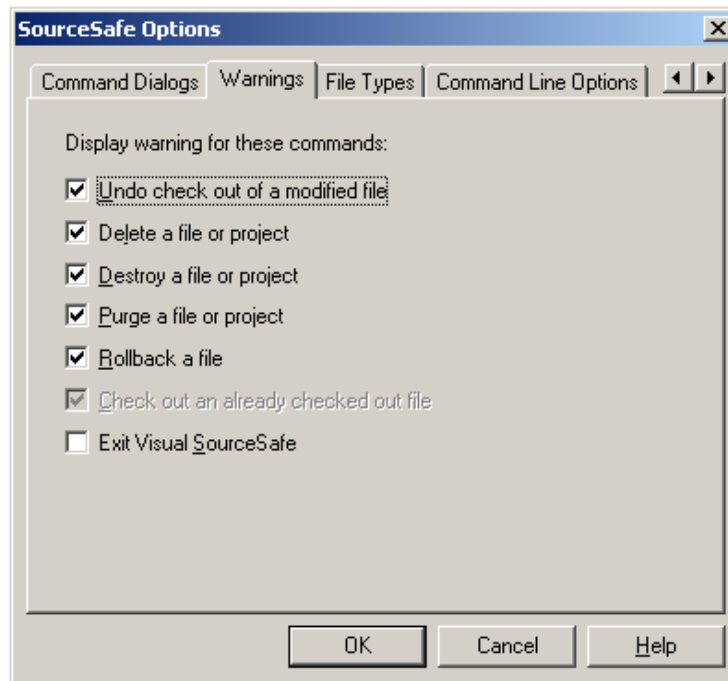 SourceSafe Options
Command Dialogs Warnings File Types Command Line Options
Display warning for these commands:
Undo check out of a modified file
Delete a file or project
Destroy a file or project
Purge a file or project
Rollback a file
Check out an already checked out file
Exit Visual SourceSafe
OK Cancel Help